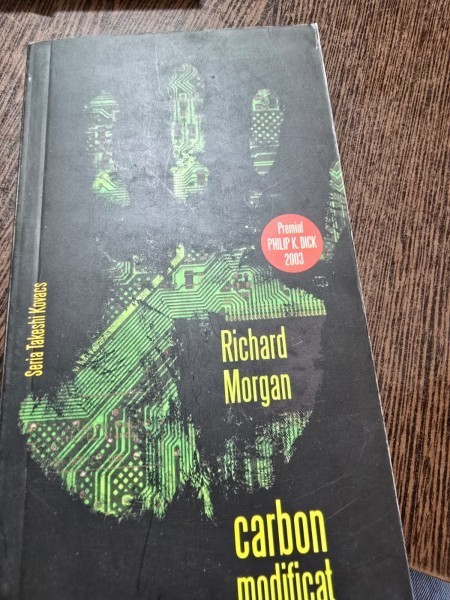 Premiul
PHILIP K. DICK
2003
Seria Takeshi Kovacs
Richard
Morgan
carbon
modificat